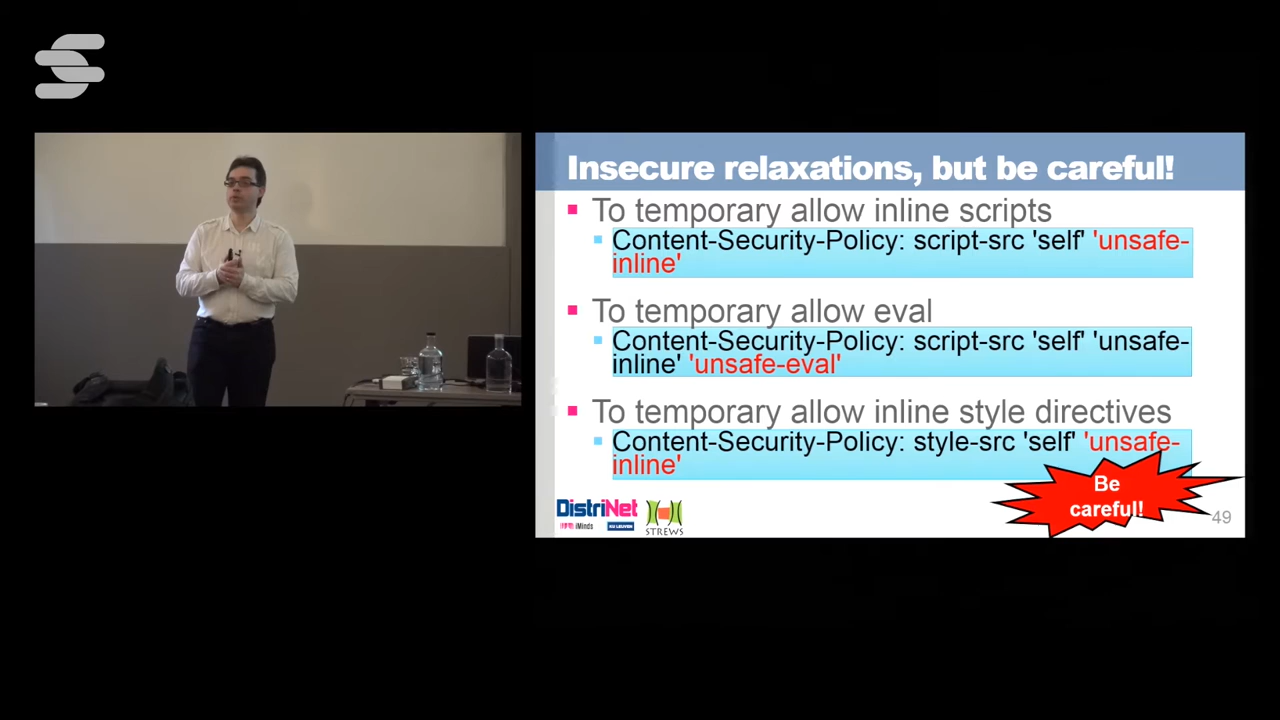 Insecure relaxations, but be careful!
To temporary allow inline scripts
Content-Security-Policy: script-src 'self' 'unsafe-
inline'
To temporary allow eval
Content-Security-Policy: script-src 'self' 'unsafe-
inline' 'unsafe-eval'
To temporary allow inline style directives
Content-Security-Policy: style-src 'self' 'unsafe-
inline'
Be
careful!
DistriNet
iMinds
KU LEUVEN
STREWS
49